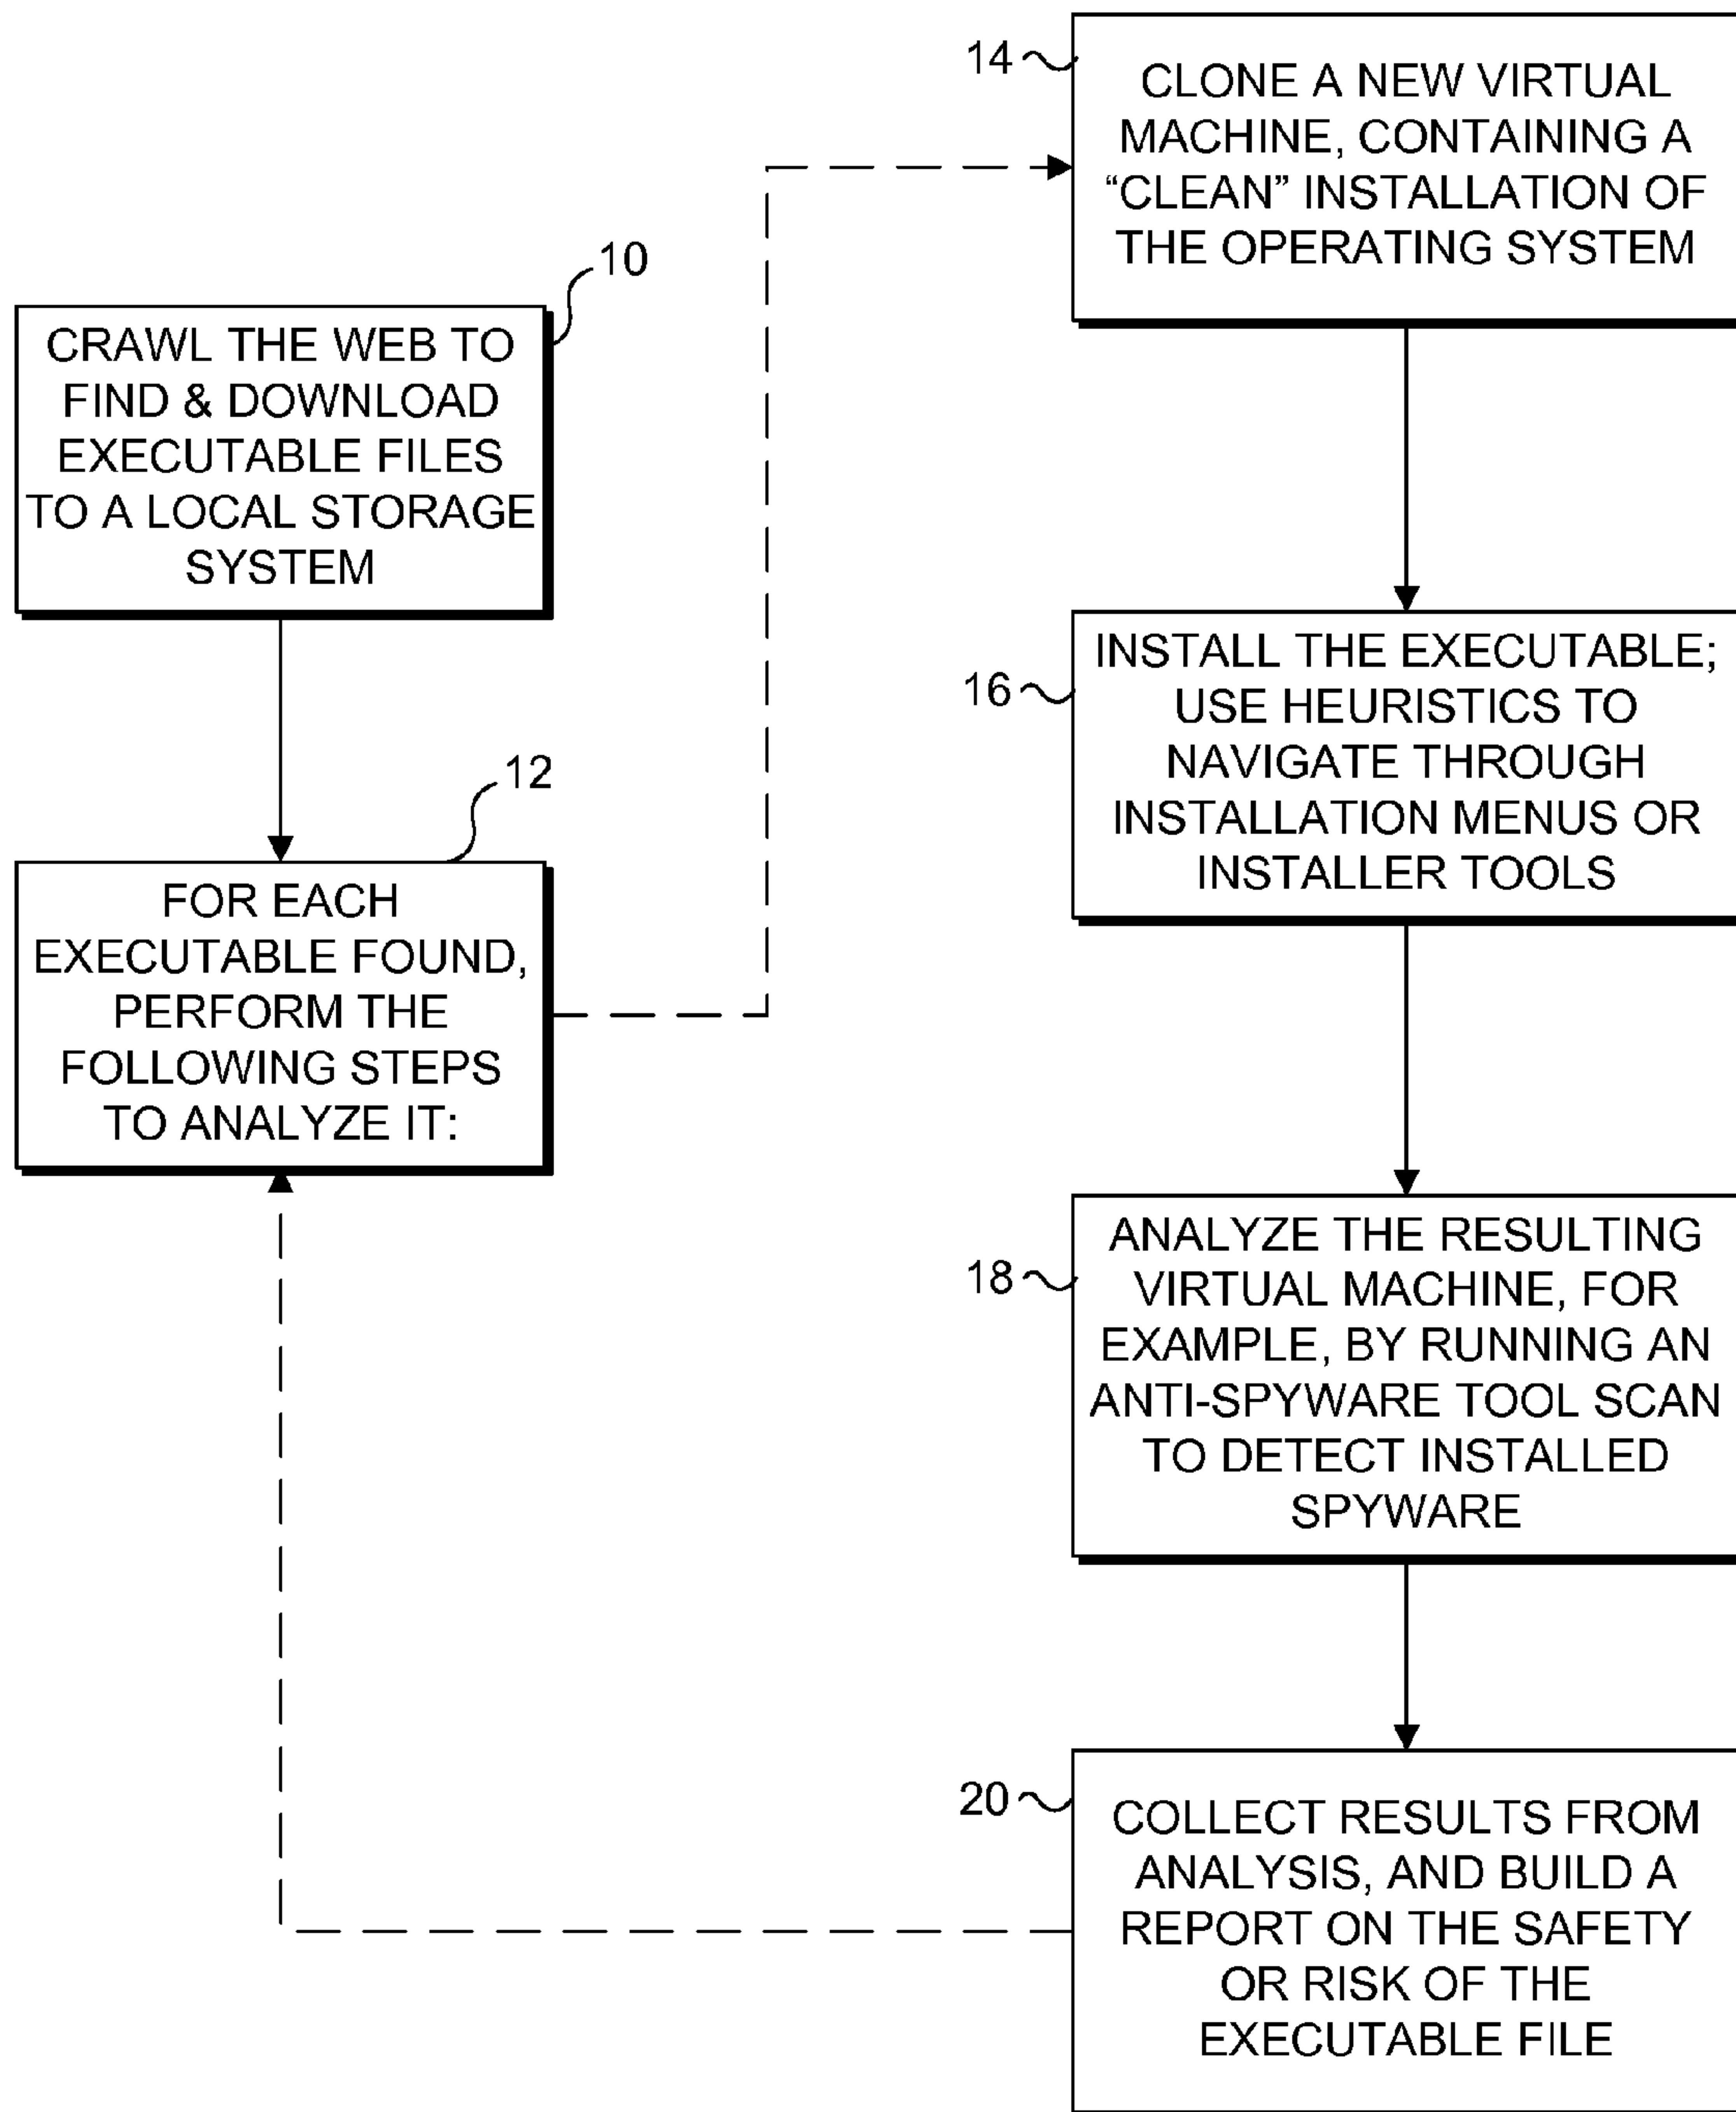 10
CRAWL THE WEB TO
FIND & DOWNLOAD
EXECUTABLE FILES
TO A LOCAL STORAGE
SYSTEM
12
FOR EACH
EXECUTABLE FOUND,
PERFORM THE
FOLLOWING STEPS
TO ANALYZE IT:
14
CLONE A NEW VIRTUAL
MACHINE, CONTAINING A
“CLEAN” INSTALLATION OF
THE OPERATING SYSTEM
16
INSTALL THE EXECUTABLE;
USE HEURISTICS TO
NAVIGATE THROUGH
INSTALLATION MENUS OR
INSTALLER TOOLS
18
ANALYZE THE RESULTING
VIRTUAL MACHINE, FOR
EXAMPLE, BY RUNNING AN
ANTI-SPYWARE TOOL SCAN
TO DETECT INSTALLED
SPYWARE
20
COLLECT RESULTS FROM
ANALYSIS, AND BUILD A
REPORT ON THE SAFETY
OR RISK OF THE
EXECUTABLE FILE